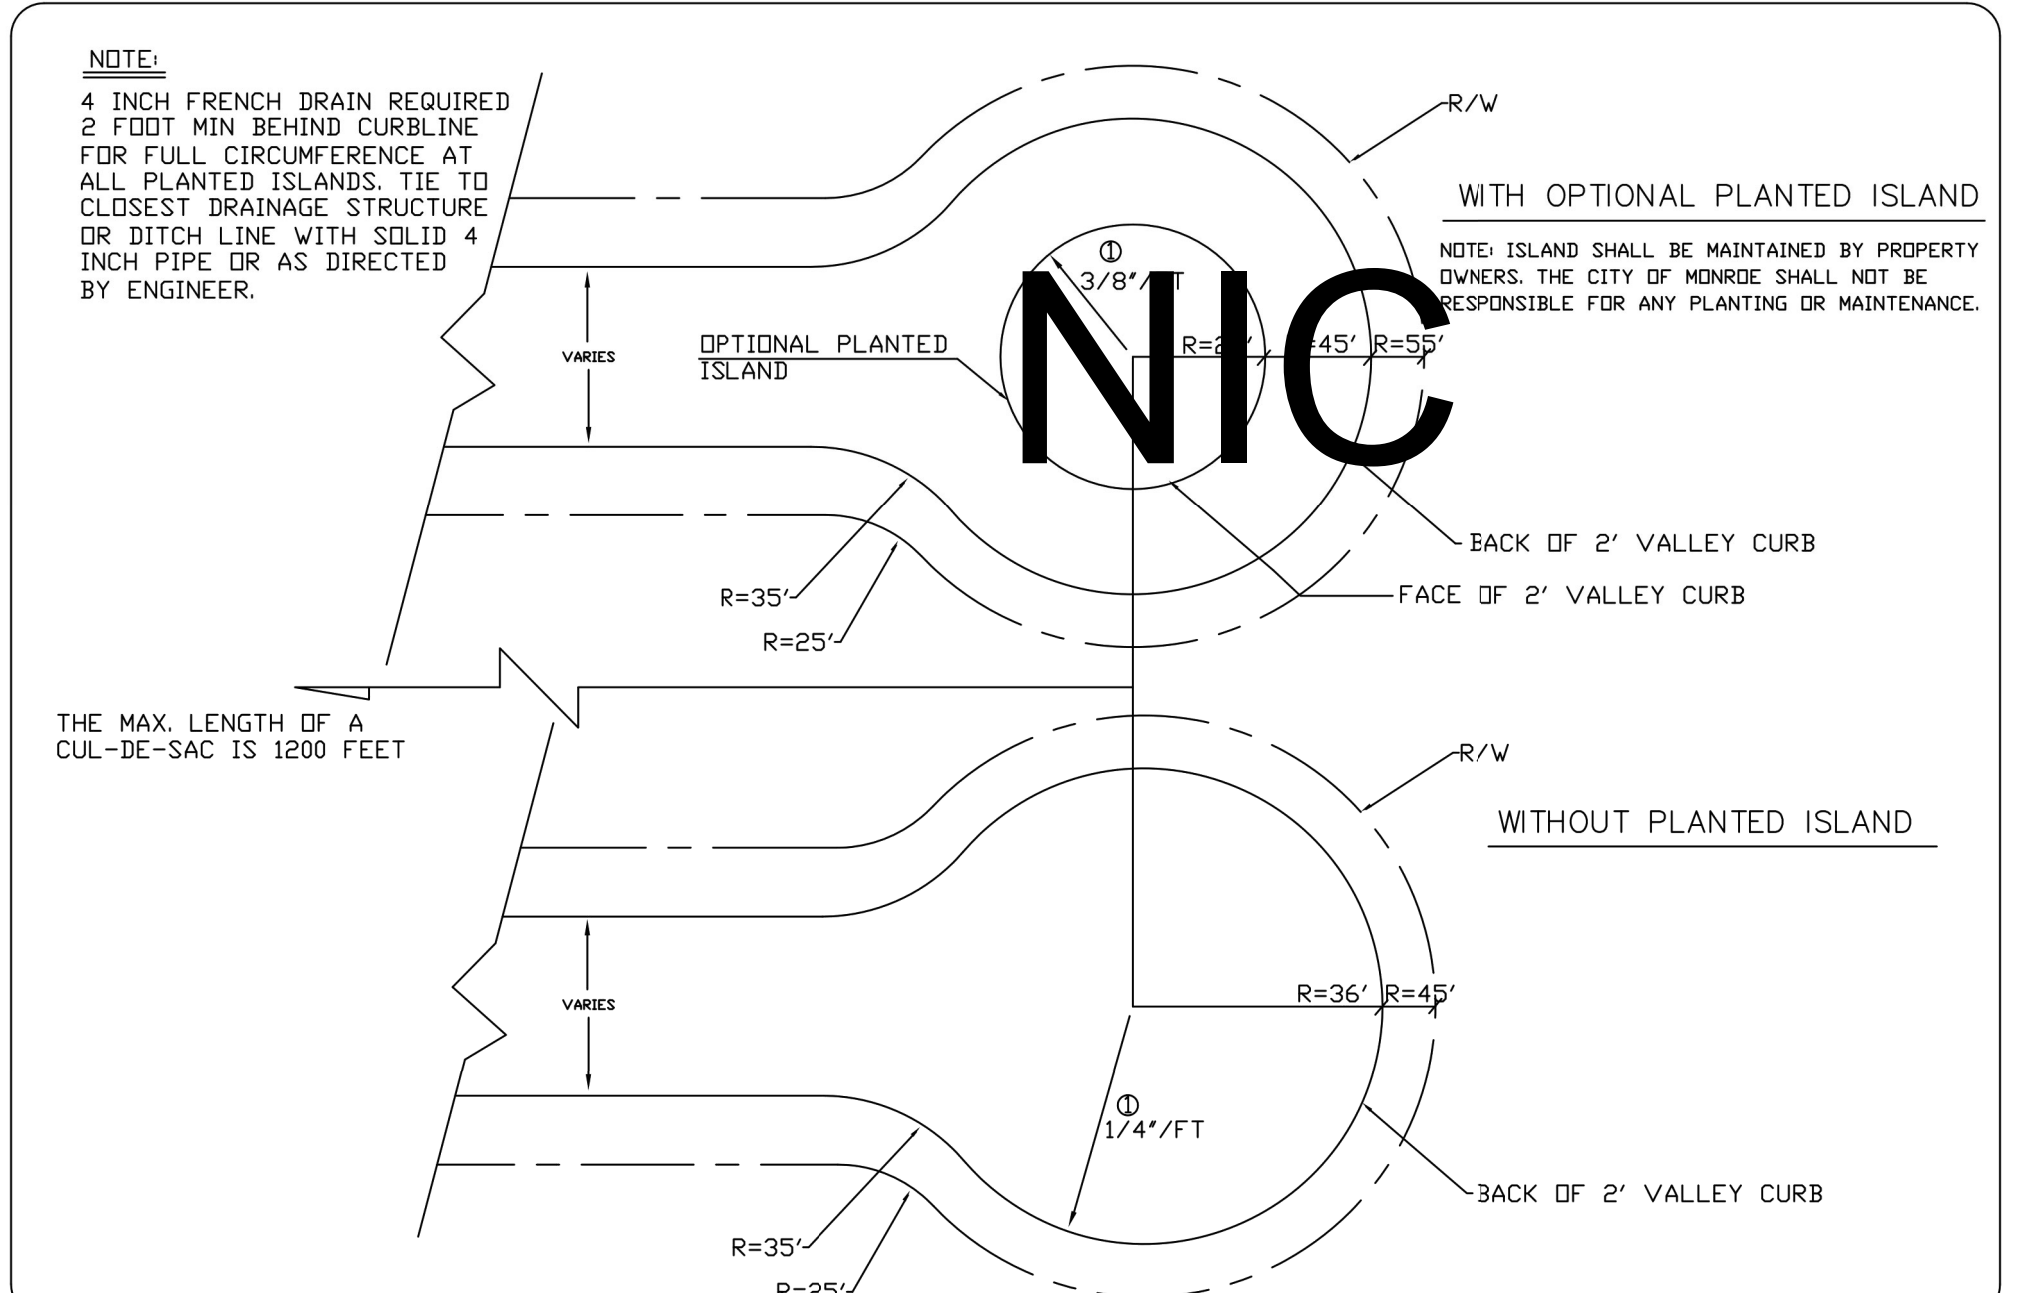 NOTE:
4 INCH FRENCH DRAIN REQUIRED
2 FOOT MIN BEHIND CURBLINE
FOR FULL CIRCUMFERENCE AT
ALL PLANTED ISLANDS. TIE TO
CLOSEST DRAINAGE STRUCTURE
OR DITCH LINE WITH SOLID 4
INCH PIPE OR AS DIRECTED
BY ENGINEER.
R/W
WITH OPTIONAL PLANTED ISLAND
NOTE: ISLAND SHALL BE MAINTAINED BY PROPERTY
OWNERS. THE CITY OF MONROE SHALL NOT BE
RESPONSIBLE FOR ANY PLANTING OR MAINTENANCE.
1
3/8"/FT
NIC
=45' R=55'
VARIES
OPTIONAL PLANTED
ISLAND
BACK OF 2' VALLEY CURB
FACE OF 2' VALLEY CURB
R=35'
R=25'
THE MAX. LENGTH OF A
CUL-DE-SAC IS 1200 FEET
R/W
WITHOUT PLANTED ISLAND
VARIES
R=36' R=45'
1
1/4"/FT
BACK OF 2' VALLEY CURB
R=35'